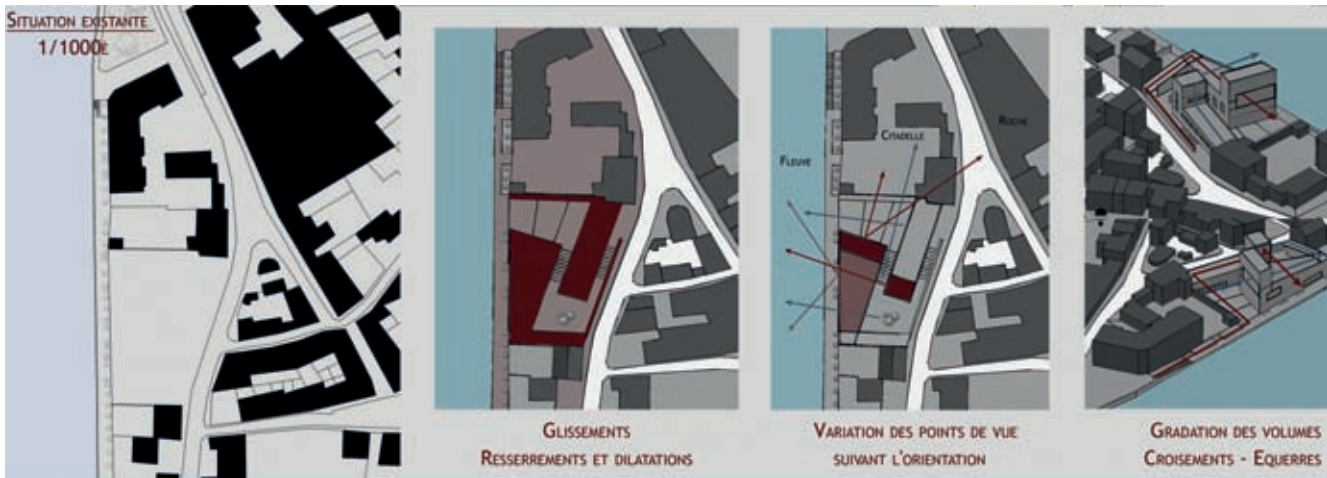 SITUATION EXISTANTE
1/1000E
FLEUVE
CITADELLE
ROCHE
GLISSEMENTS
RESSERREMENTS ET DILATATIONS
VARIATION DES POINTS DE VUE
SUIVANT L'ORIENTATION
GRADATION DES VOLUMES
CROISEMENTS - EQUERRES